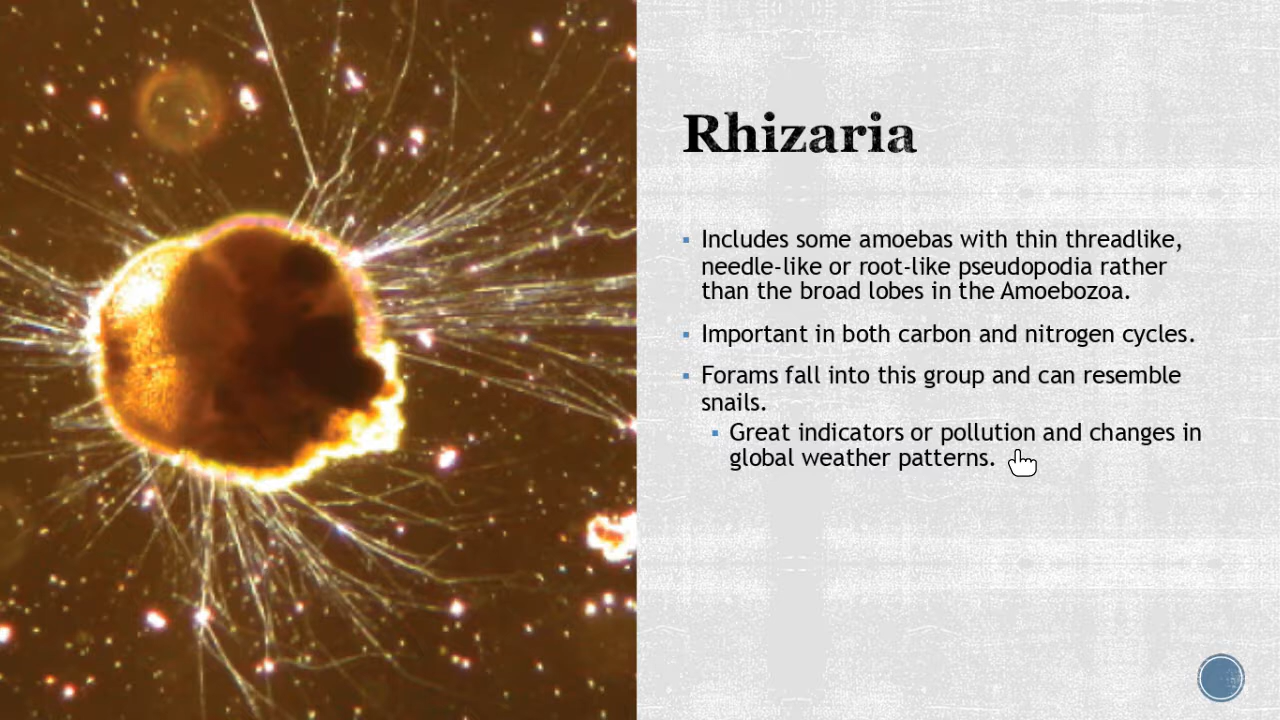 Rhizaria
▪ Includes some amoebas with thin threadlike,
needle-like or root-like pseudopodia rather
than the broad lobes in the Amoebozoa.
▪ Important in both carbon and nitrogen cycles.
▪ Forams fall into this group and can resemble
snails.
▪ Great indicators or pollution and changes in
global weather patterns.